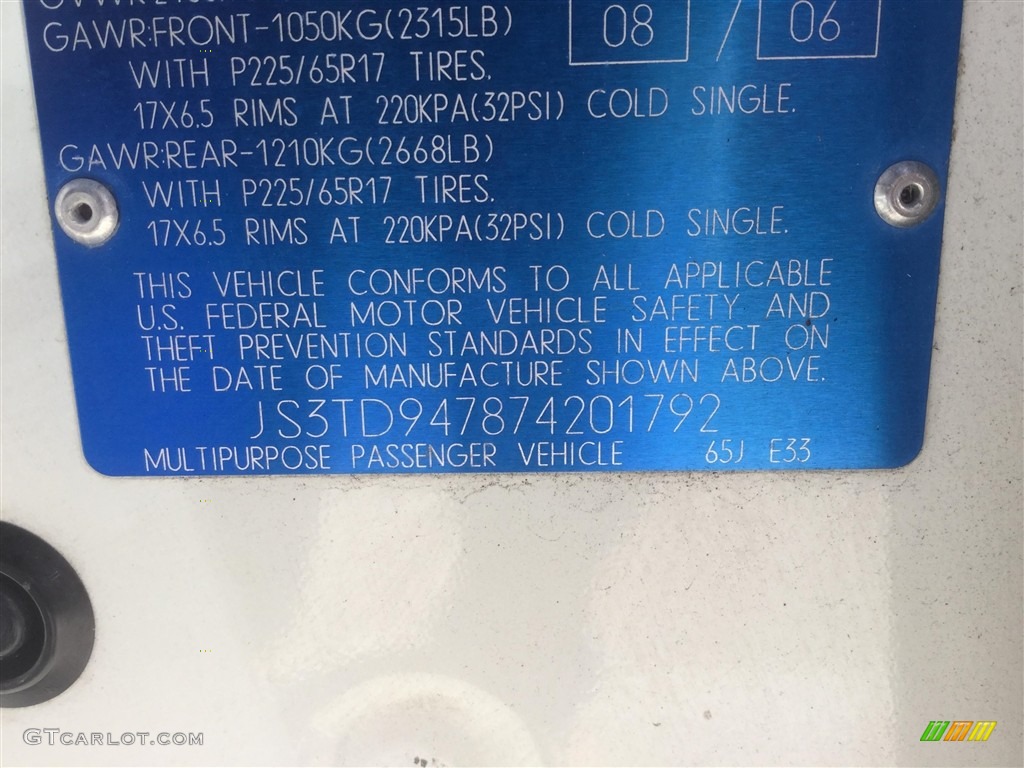 GAWR:FRONT-1050KG(2315LB)
08 / 06
WITH P225/65R17 TIRES.
17X6.5 RIMS AT 220KPA(32PSI) COLD SINGLE.
GAWR:REAR-1210KG(2668LB)
WITH P225/65R17 TIRES.
17X6.5 RIMS AT 220KPA(32PSI) COLD SINGLE.
THIS VEHICLE CONFORMS TO ALL APPLICABLE
U.S. FEDERAL MOTOR VEHICLE SAFETY AND
THEFT PREVENTION STANDARDS IN EFFECT ON
THE DATE OF MANUFACTURE SHOWN ABOVE.
JS3TD947874201792
MULTIPURPOSE PASSENGER VEHICLE 65J E33
GTcarlot.com